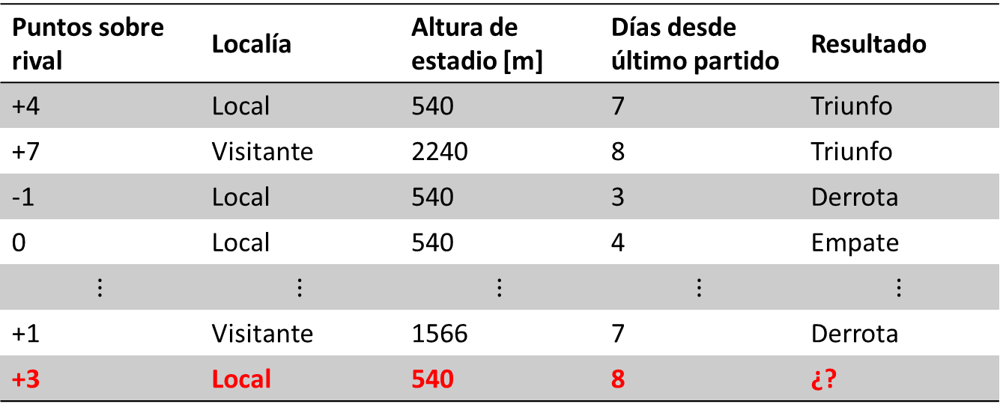 Puntos sobre rival Localía Altura de estadio [m] Días desde último partido Resultado
+4 Local 540 7 Triunfo
+7 Visitante 2240 8 Triunfo
-1 Local 540 3 Derrota
0 Local 540 4 Empate
⋮ ⋮ ⋮ ⋮ ⋮
+1 Visitante 1566 7 Derrota
+3 Local 540 8 ¿?